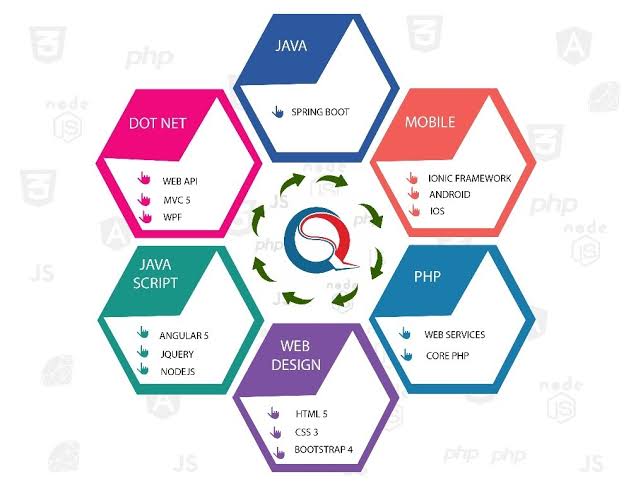 JAVA
SPRING BOOT
DOT NET
WEB API
MVC 5
WPF
MOBILE
IONIC FRAMEWORK
ANDROID
IOS
JAVA
SCRIPT
ANGULAR 5
JQUERY
NODEJS
PHP
WEB SERVICES
CORE PHP
WEB
DESIGN
HTML 5
CSS 3
BOOTSTRAP 4
php
node
JS
JS
php
node
php
node
JS
JS
node
JS
JS
php
php
JS